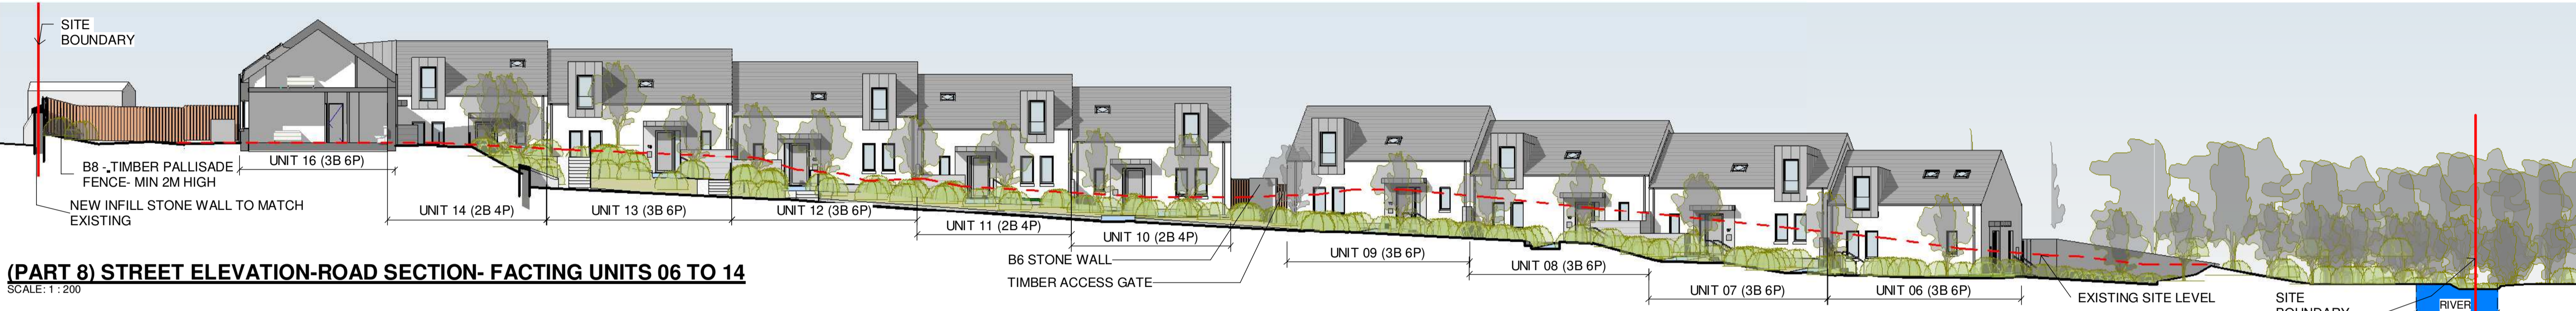 SITE
BOUNDARY
B8 - TIMBER PALLISADE
FENCE- MIN 2M HIGH
NEW INFILL STONE WALL TO MATCH
EXISTING
UNIT 16 (3B 6P)
UNIT 14 (2B 4P)
UNIT 13 (3B 6P)
UNIT 12 (3B 6P)
UNIT 11 (2B 4P)
UNIT 10 (2B 4P)
B6 STONE WALL
TIMBER ACCESS GATE
UNIT 09 (3B 6P)
UNIT 08 (3B 6P)
UNIT 07 (3B 6P)
UNIT 06 (3B 6P)
EXISTING SITE LEVEL
SITE
BOUNDARY
RIVER
(PART 8) STREET ELEVATION-ROAD SECTION- FACTING UNITS 06 TO 14
SCALE: 1 : 200